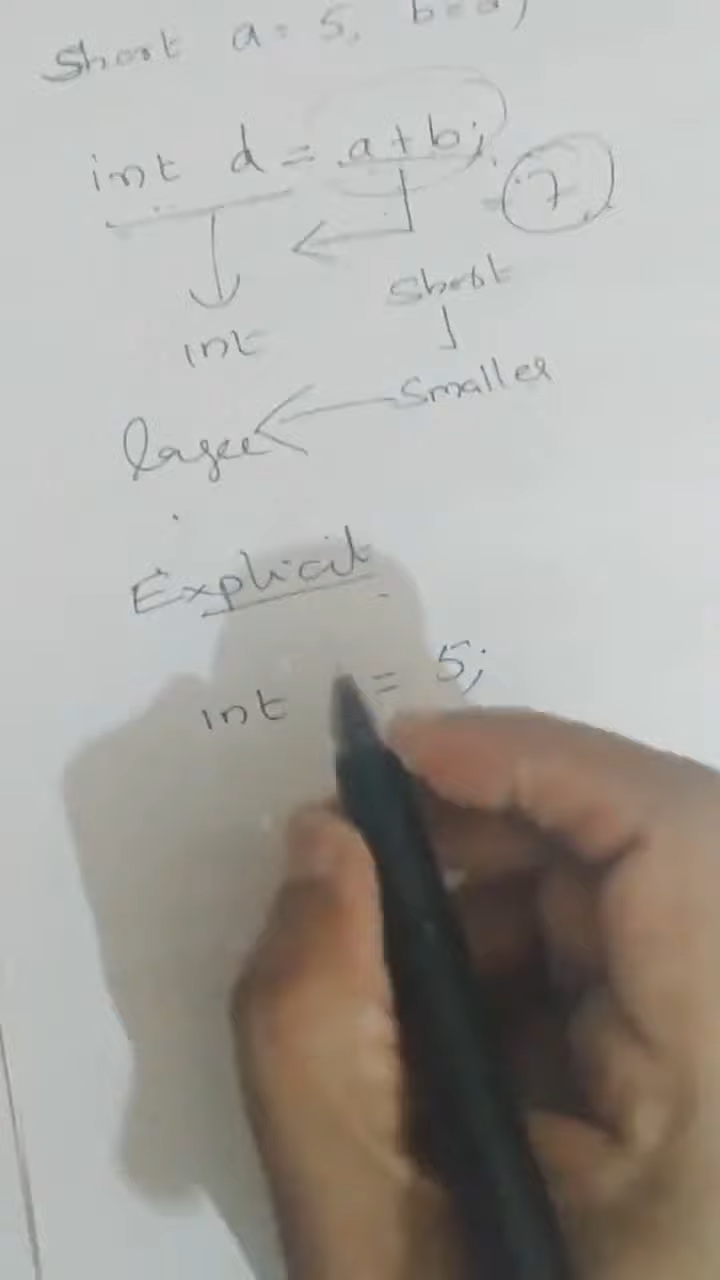 Short a = 5,
int d = a+b;
7
int
Short
larger
Smaller
Explicit
int = 5;